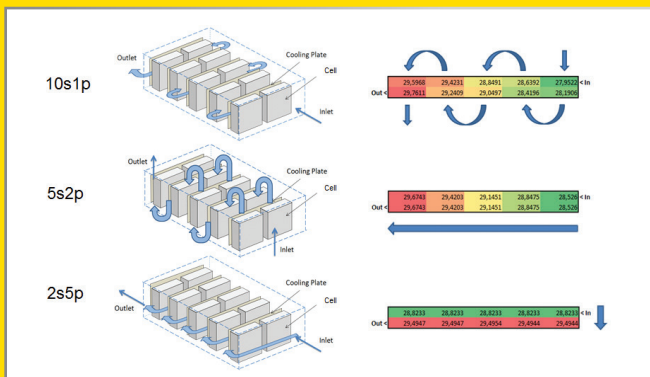 Outlet
Cooling Plate
Cell
10s1p
Inlet
29,5968 29,4231 28,8491 28,6392 27,9522 < In
Out < 29,7611 29,2409 29,0497 28,4196 28,1906
Outlet
Cooling Plate
Cell
5s2p
Inlet
29,6743 29,4203 29,1451 28,8475 28,526 < In
Out < 29,6743 29,4203 29,1451 28,8475 28,526
Cooling Plate
2s5p
Cell
Outlet
Inlet
28,8233 28,8233 28,8233 28,8233 28,8233 < In
Out < 29,4947 29,4947 29,4954 29,4944 29,4944